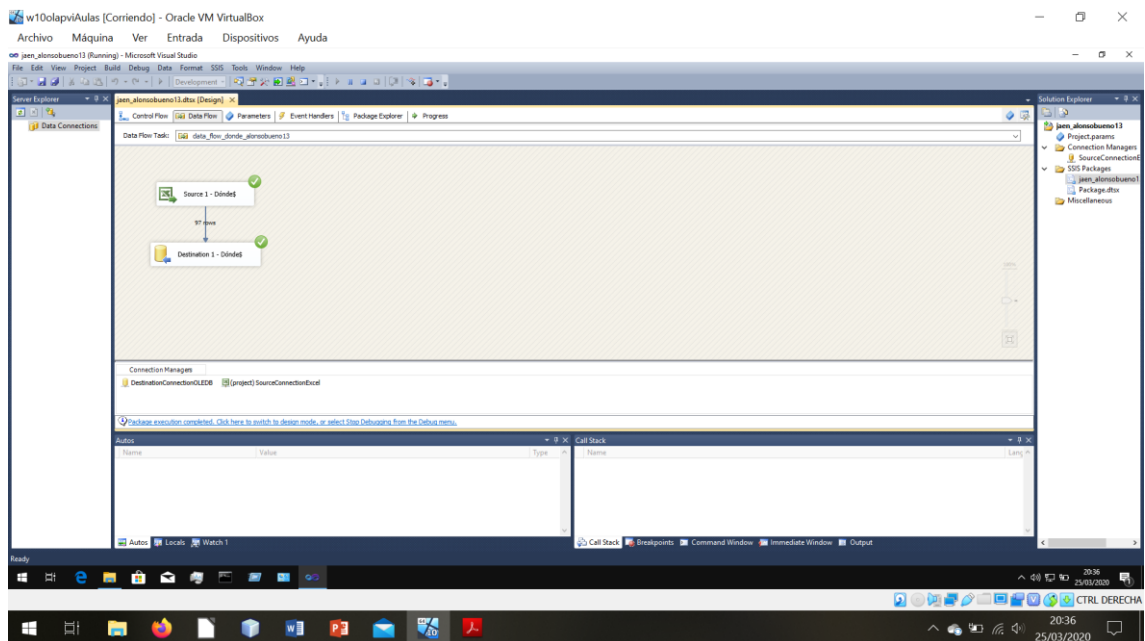 w10olapviAulas [Corriendo] - Oracle VM VirtualBox
Archivo Máquina Ver Entrada Dispositivos Ayuda
jaen_alonsobueno13 (Running) - Microsoft Visual Studio
File Edit View Project Build Debug Data Format SSIS Tools Window Help
Development
Server Explorer
Data Connections
jaen_alonsobueno13.dtsx [Design]
Control Flow Data Flow Parameters Event Handlers Package Explorer Progress
Data Flow Task: data_flow_donde_alonsobueno13
Source 1 - Dónde$
97 rows
Destination 1 - Dónde$
Connection Managers
DestinationConnectionOLEDB (project) SourceConnectionExcel
Package execution completed. Click here to switch to design mode, or select Stop Debugging from the Debug menu.
Solution Explorer
jaen_alonsobueno13
Project.params
Connection Managers
SourceConnectionE
SSIS Packages
jaen_alonsobueno1
Package.dtsx
Miscellaneous
Autos
Name Value Type
Call Stack
Name Lang
Autos Locals Watch 1
Call Stack Breakpoints Command Window Immediate Window Output
Ready
20:36
25/03/2020
CTRL DERECHA
20:36
25/03/2020